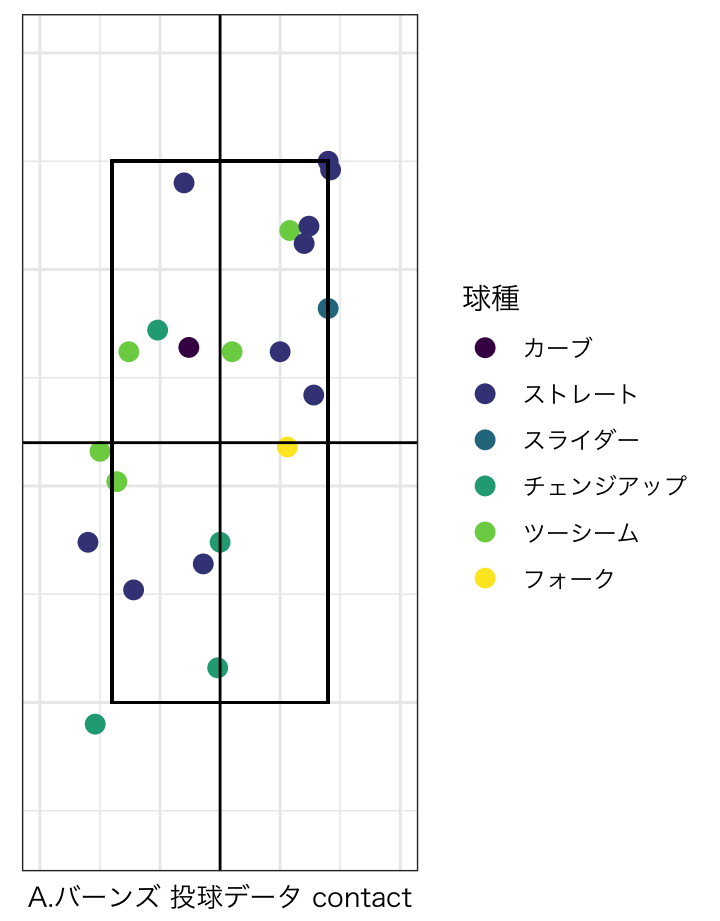 球種
カーブ
ストレート
スライダー
チェンジアップ
ツーシーム
フォーク
A.バーンズ 投球データ contact